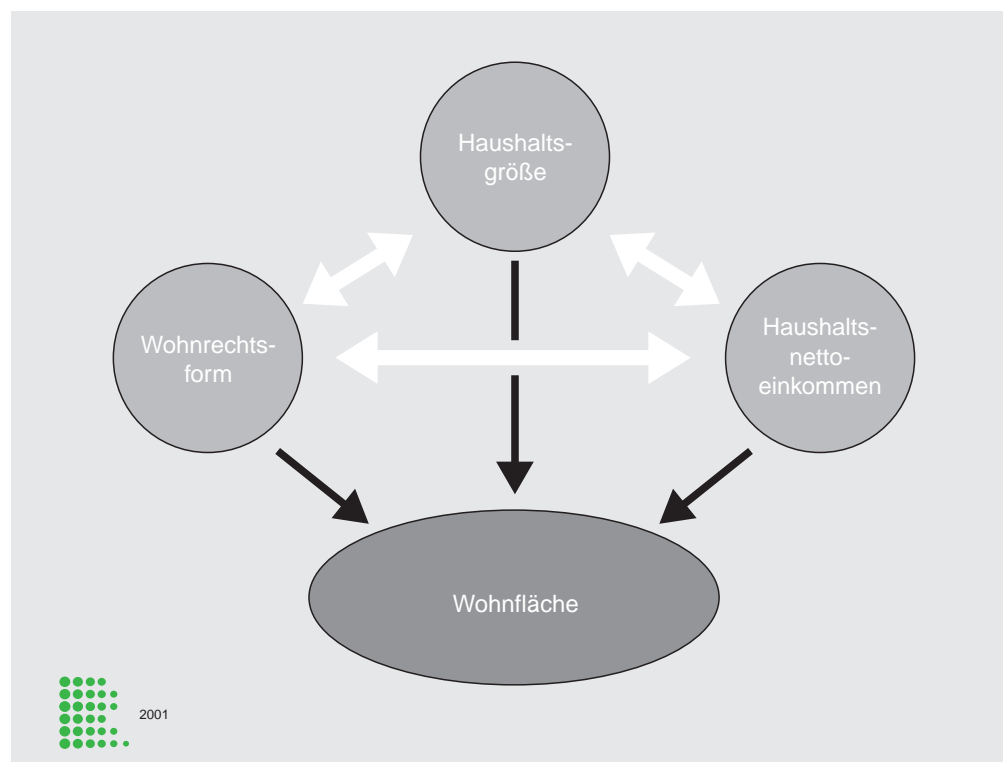 Haushalts-
größe
Wohnrechts-
form
Haushalts-
netto-
einkommen
Wohnfläche
2001